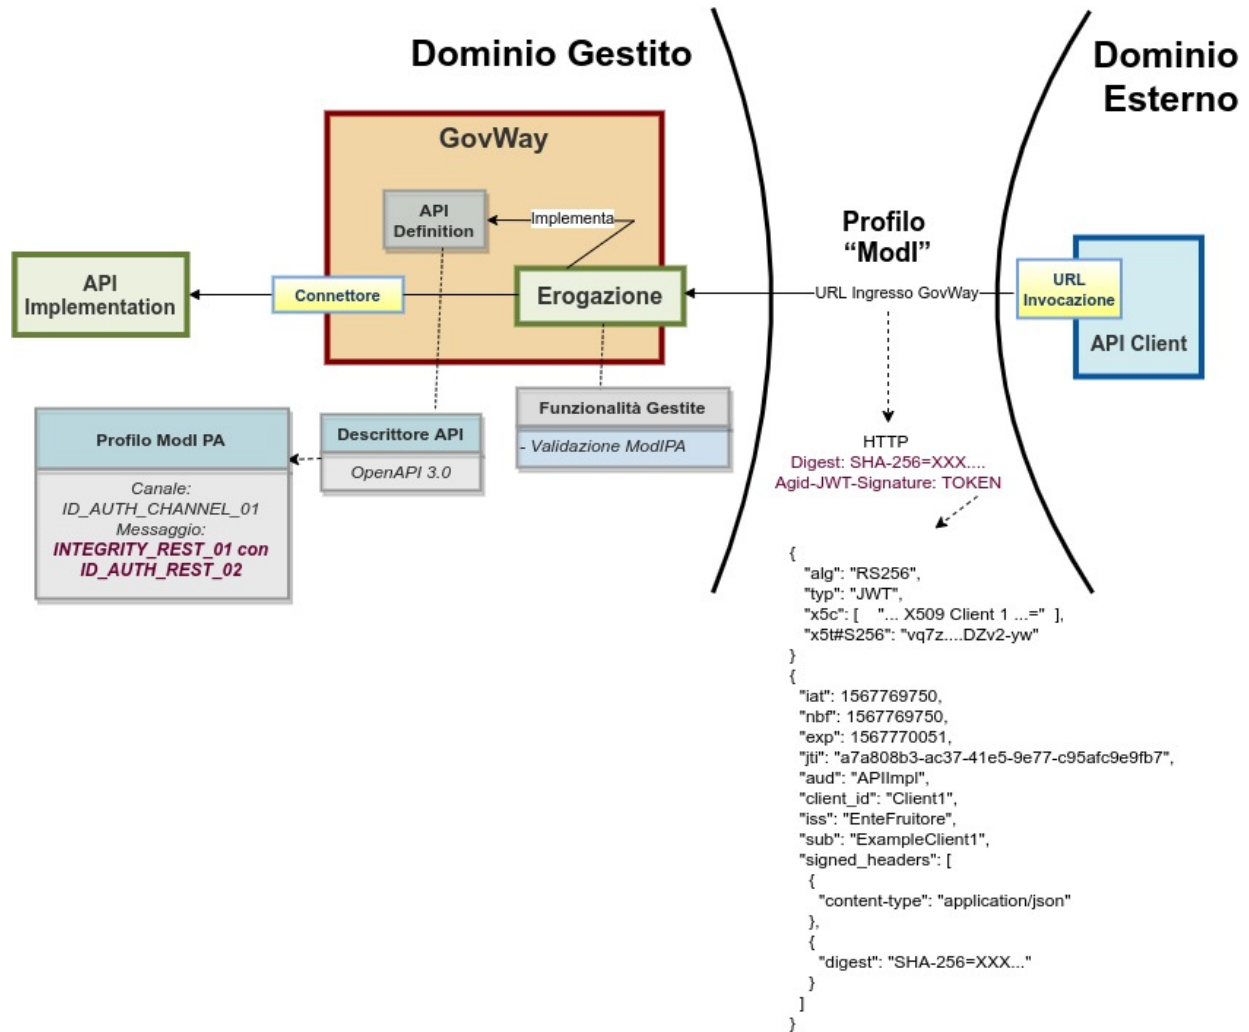 Dominio Gestito
Dominio
Esterno
GovWay
API
Definition
Implementa
Profilo
“ModI”
API
Implementation
Connettore
Erogazione
URL Ingresso GovWay
URL
Invocazione
API Client
Profilo ModI PA
Canale:
ID_AUTH_CHANNEL_01
Messaggio:
INTEGRITY_REST_01 con
ID_AUTH_REST_02
Descrittore API
OpenAPI 3.0
Funzionalità Gestite
- Validazione ModIPA
HTTP
Digest: SHA-256=XXX....
Agid-JWT-Signature: TOKEN
{
"alg": "RS256",
"typ": "JWT",
"x5c": [ "... X509 Client 1 ...=" ],
"x5t#S256": "vq7z....DZv2-yw"
}
{
"iat": 1567769750,
"nbf": 1567769750,
"exp": 1567770051,
"jti": "a7a808b3-ac37-41e5-9e77-c95afc9e9fb7",
"aud": "APIImpl",
"client_id": "Client1",
"iss": "EnteFruitore",
"sub": "ExampleClient1",
"signed_headers": [
{
"content-type": "application/json"
},
{
"digest": "SHA-256=XXX..."
}
]
}